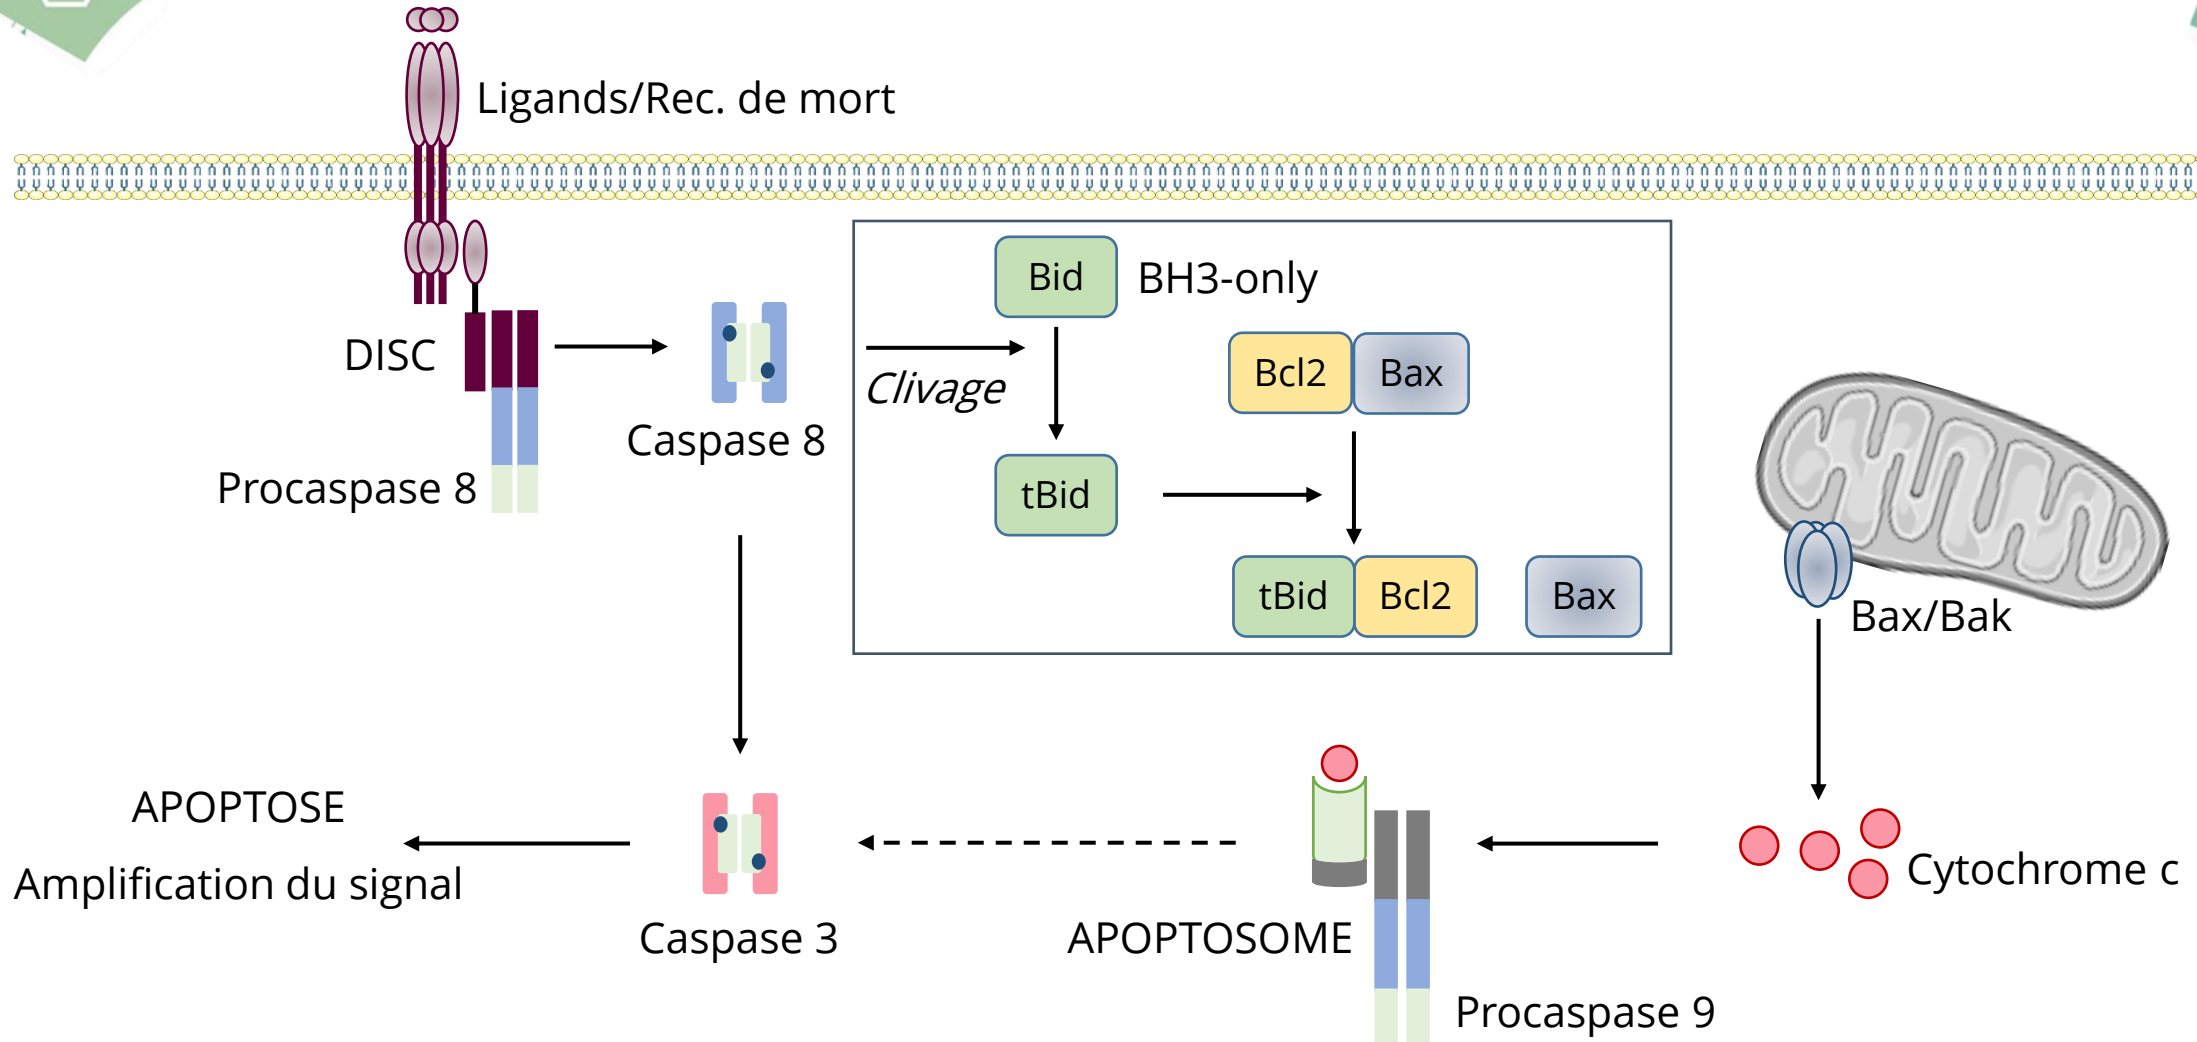 Ligands/Rec. de mort
Bid
BH3-only
DISC
Bcl2
Bax
Clivage
Caspase 8
Procaspase 8
tBid
tBid
Bcl2
Bax
Bax/Bak
APOPTOSE
Amplification du signal
Cytochrome c
Caspase 3
APOPTOSOME
Procaspase 9